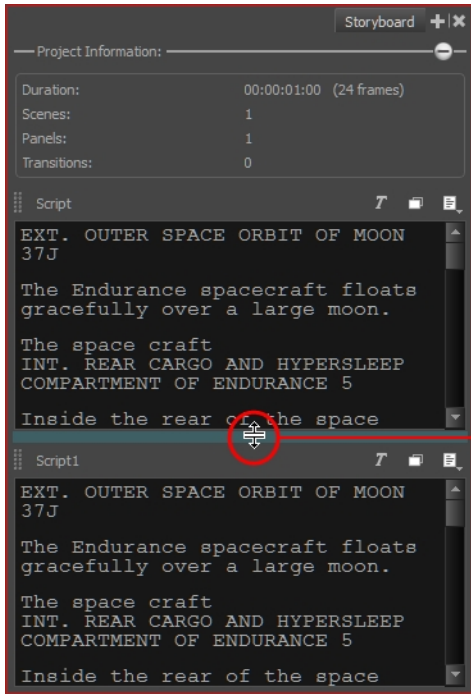 Storyboard
Project Information:
Duration: 00:00:01:00 (24 frames)
Scenes: 1
Panels: 1
Transitions: 0
Script
EXT. OUTER SPACE ORBIT OF MOON
37J
The Endurance spacecraft floats
gracefully over a large moon.
The space craft
INT. REAR CARGO AND HYPERSLEEP
COMPARTMENT OF ENDURANCE 5
Inside the rear of the space
Script1
EXT. OUTER SPACE ORBIT OF MOON
37J
The Endurance spacecraft floats
gracefully over a large moon.
The space craft
INT. REAR CARGO AND HYPERSLEEP
COMPARTMENT OF ENDURANCE 5
Inside the rear of the space